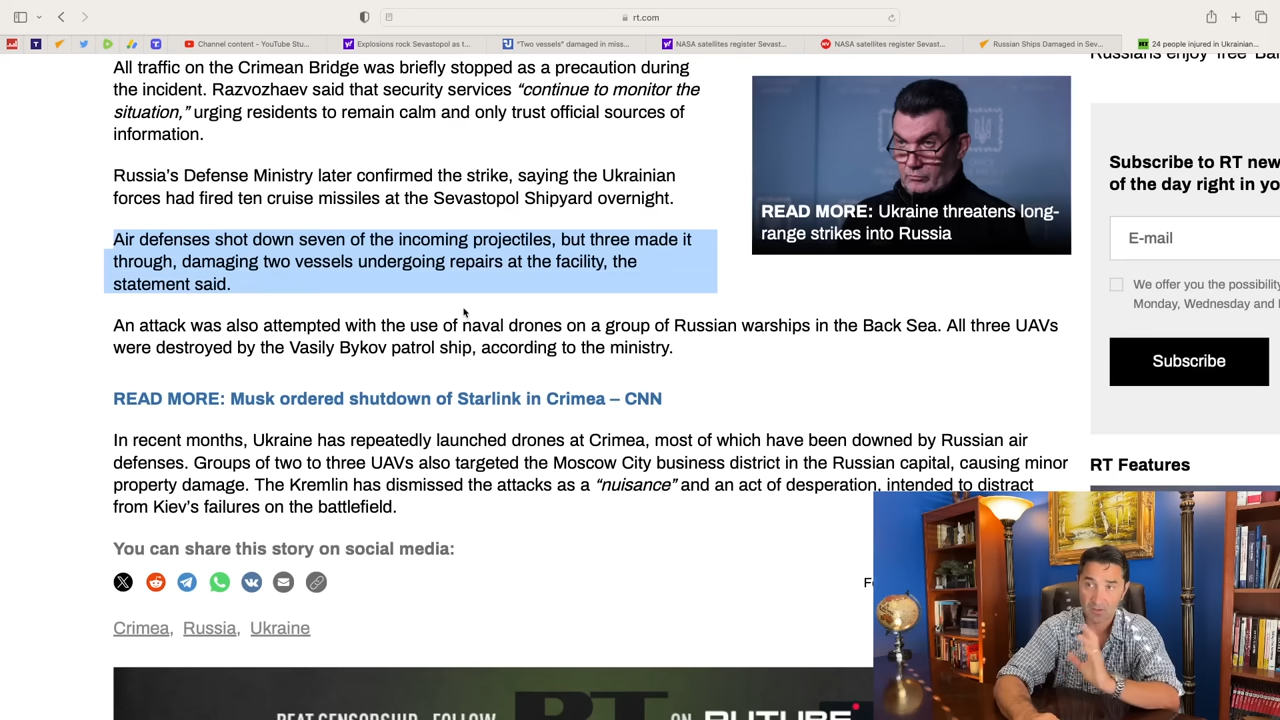 rt.com
Channel content - YouTube Stu...
Explosions rock Sevastopol as t...
"Two vessels" damaged in miss...
NASA satellites register Sevast...
NASA satellites register Sevast...
Russian Ships Damaged in Sev...
24 people injured in Ukrainian...
All traffic on the Crimean Bridge was briefly stopped as a precaution during
the incident. Razvozhaev said that security services “continue to monitor the
situation,” urging residents to remain calm and only trust official sources of
information.
Russia’s Defense Ministry later confirmed the strike, saying the Ukrainian
forces had fired ten cruise missiles at the Sevastopol Shipyard overnight.
Air defenses shot down seven of the incoming projectiles, but three made it
through, damaging two vessels undergoing repairs at the facility, the
statement said.
READ MORE: Ukraine threatens long-
range strikes into Russia
An attack was also attempted with the use of naval drones on a group of Russian warships in the Back Sea. All three UAVs
were destroyed by the Vasily Bykov patrol ship, according to the ministry.
READ MORE: Musk ordered shutdown of Starlink in Crimea – CNN
In recent months, Ukraine has repeatedly launched drones at Crimea, most of which have been downed by Russian air
defenses. Groups of two to three UAVs also targeted the Moscow City business district in the Russian capital, causing minor
property damage. The Kremlin has dismissed the attacks as a “nuisance” and an act of desperation, intended to distract
from Kiev’s failures on the battlefield.
You can share this story on social media:
Crimea, Russia, Ukraine
RT
ON
Russians enjoy
Subscribe to RT new
of the day right in yo
E-mail
We offer you the possibility
Monday, Wednesday and
Subscribe
RT Features